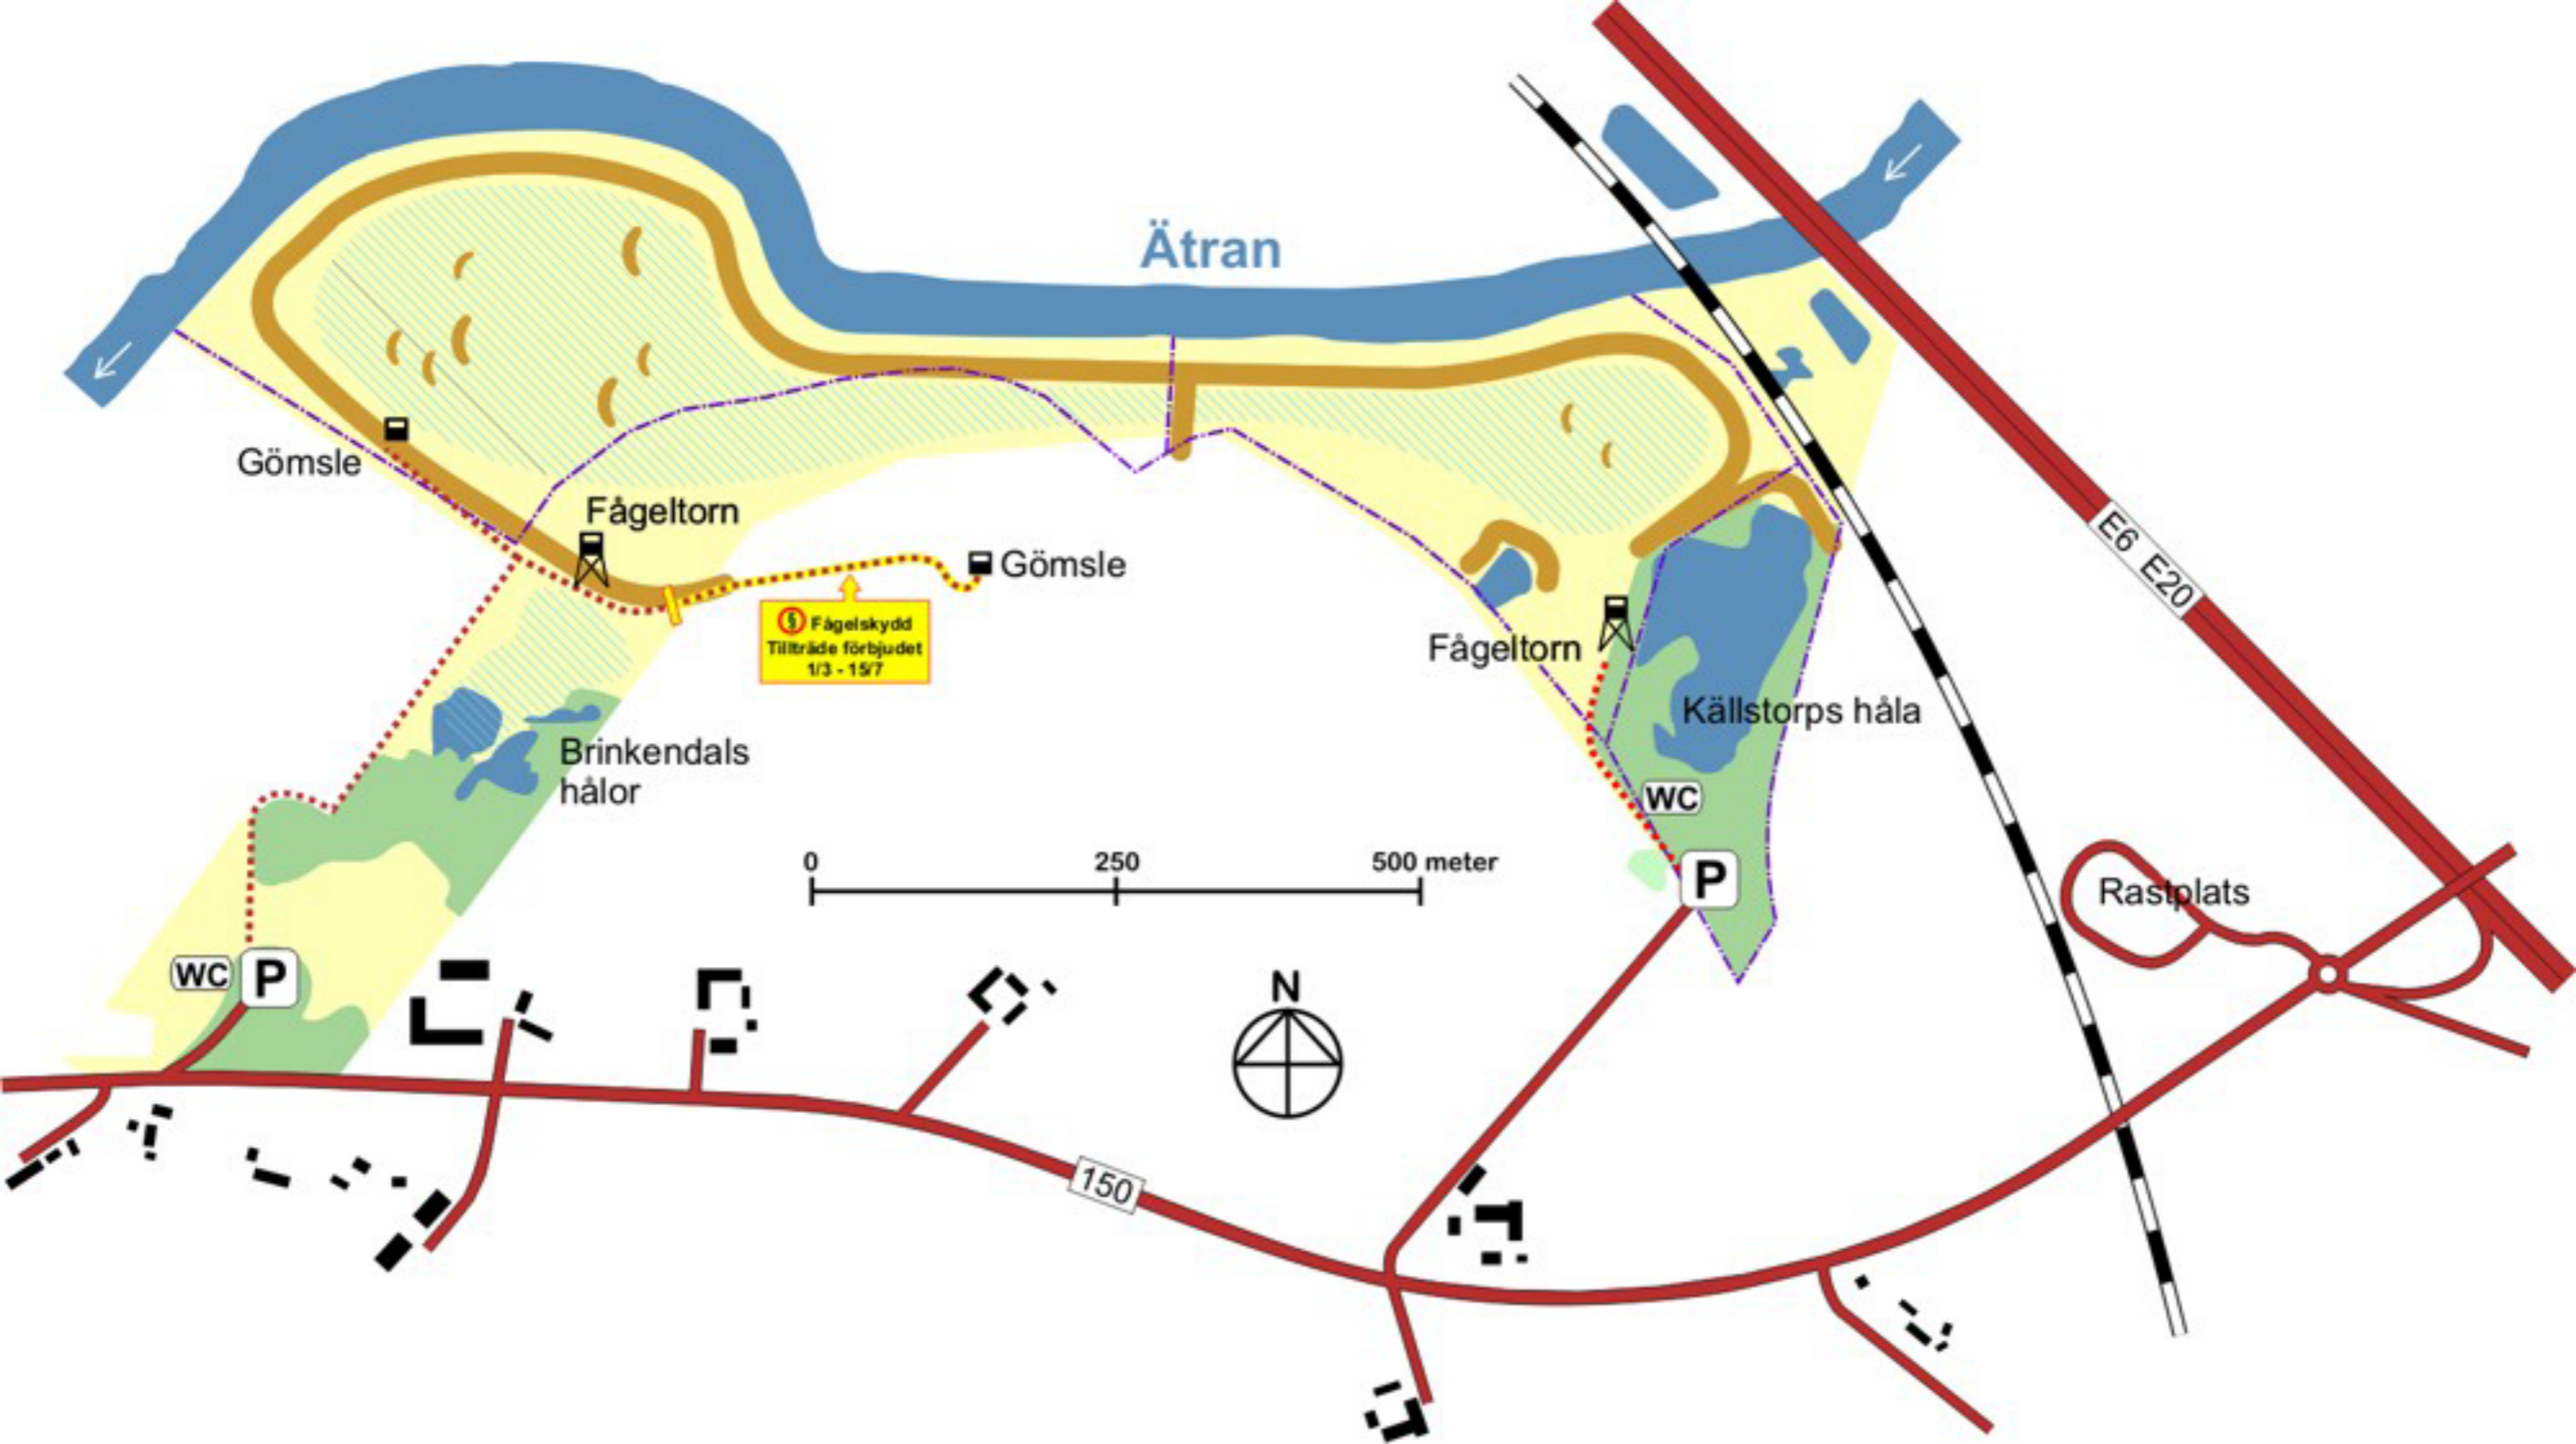 Ätran
Gömsle
Fågeltorn
Gömsle
§ Fågelskydd
Tillträde förbjudet
1/3 - 15/7
E6 E20
Fågeltorn
Källstorps håla
Brinkendals
hålor
WC
0 250 500 meter
P
Rastplats
WC P
N
150